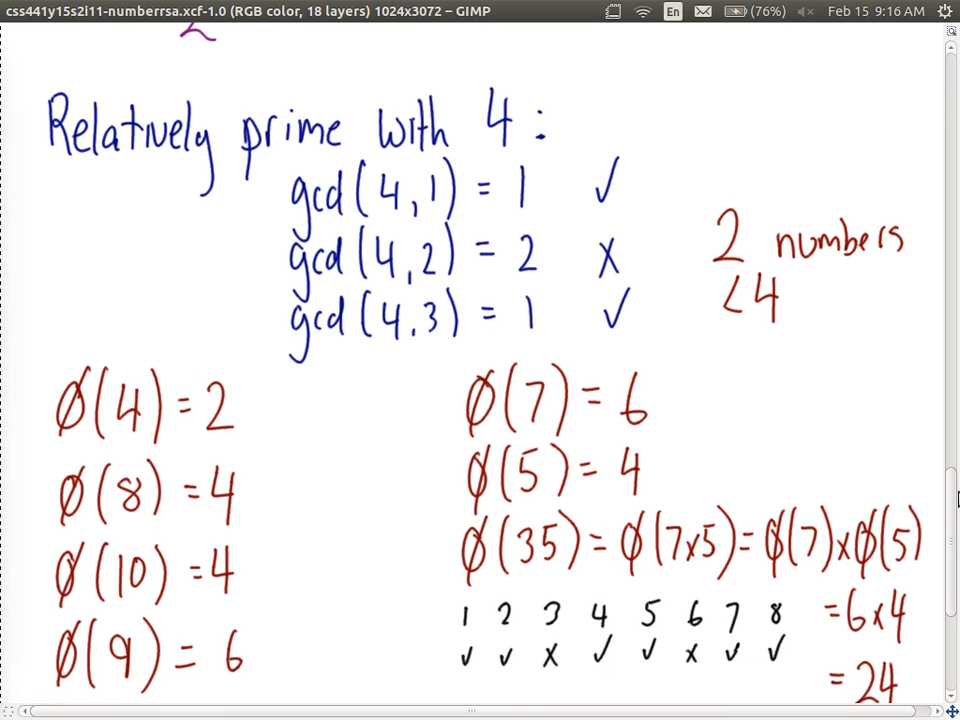 css441y15s2i11-numberrsa.xcf-1.0 (RGB color, 18 layers) 1024x3072 – GIMP
En
(76%)
Feb 15 9:16 AM
2
Relatively prime with 4 :
gcd(4,1) = 1 ✓
gcd(4,2) = 2 x
gcd(4,3) = 1 ✓
2 numbers
<4
Ø(4) = 2
Ø(8) = 4
Ø(10) = 4
Ø(9) = 6
Ø(7) = 6
Ø(5) = 4
Ø(35) = Ø(7x5) = Ø(7)xØ(5)
= 6x4
= 24
1 2 3 4 5 6 7 8
✓ ✓ x ✓ ✓ x ✓ ✓